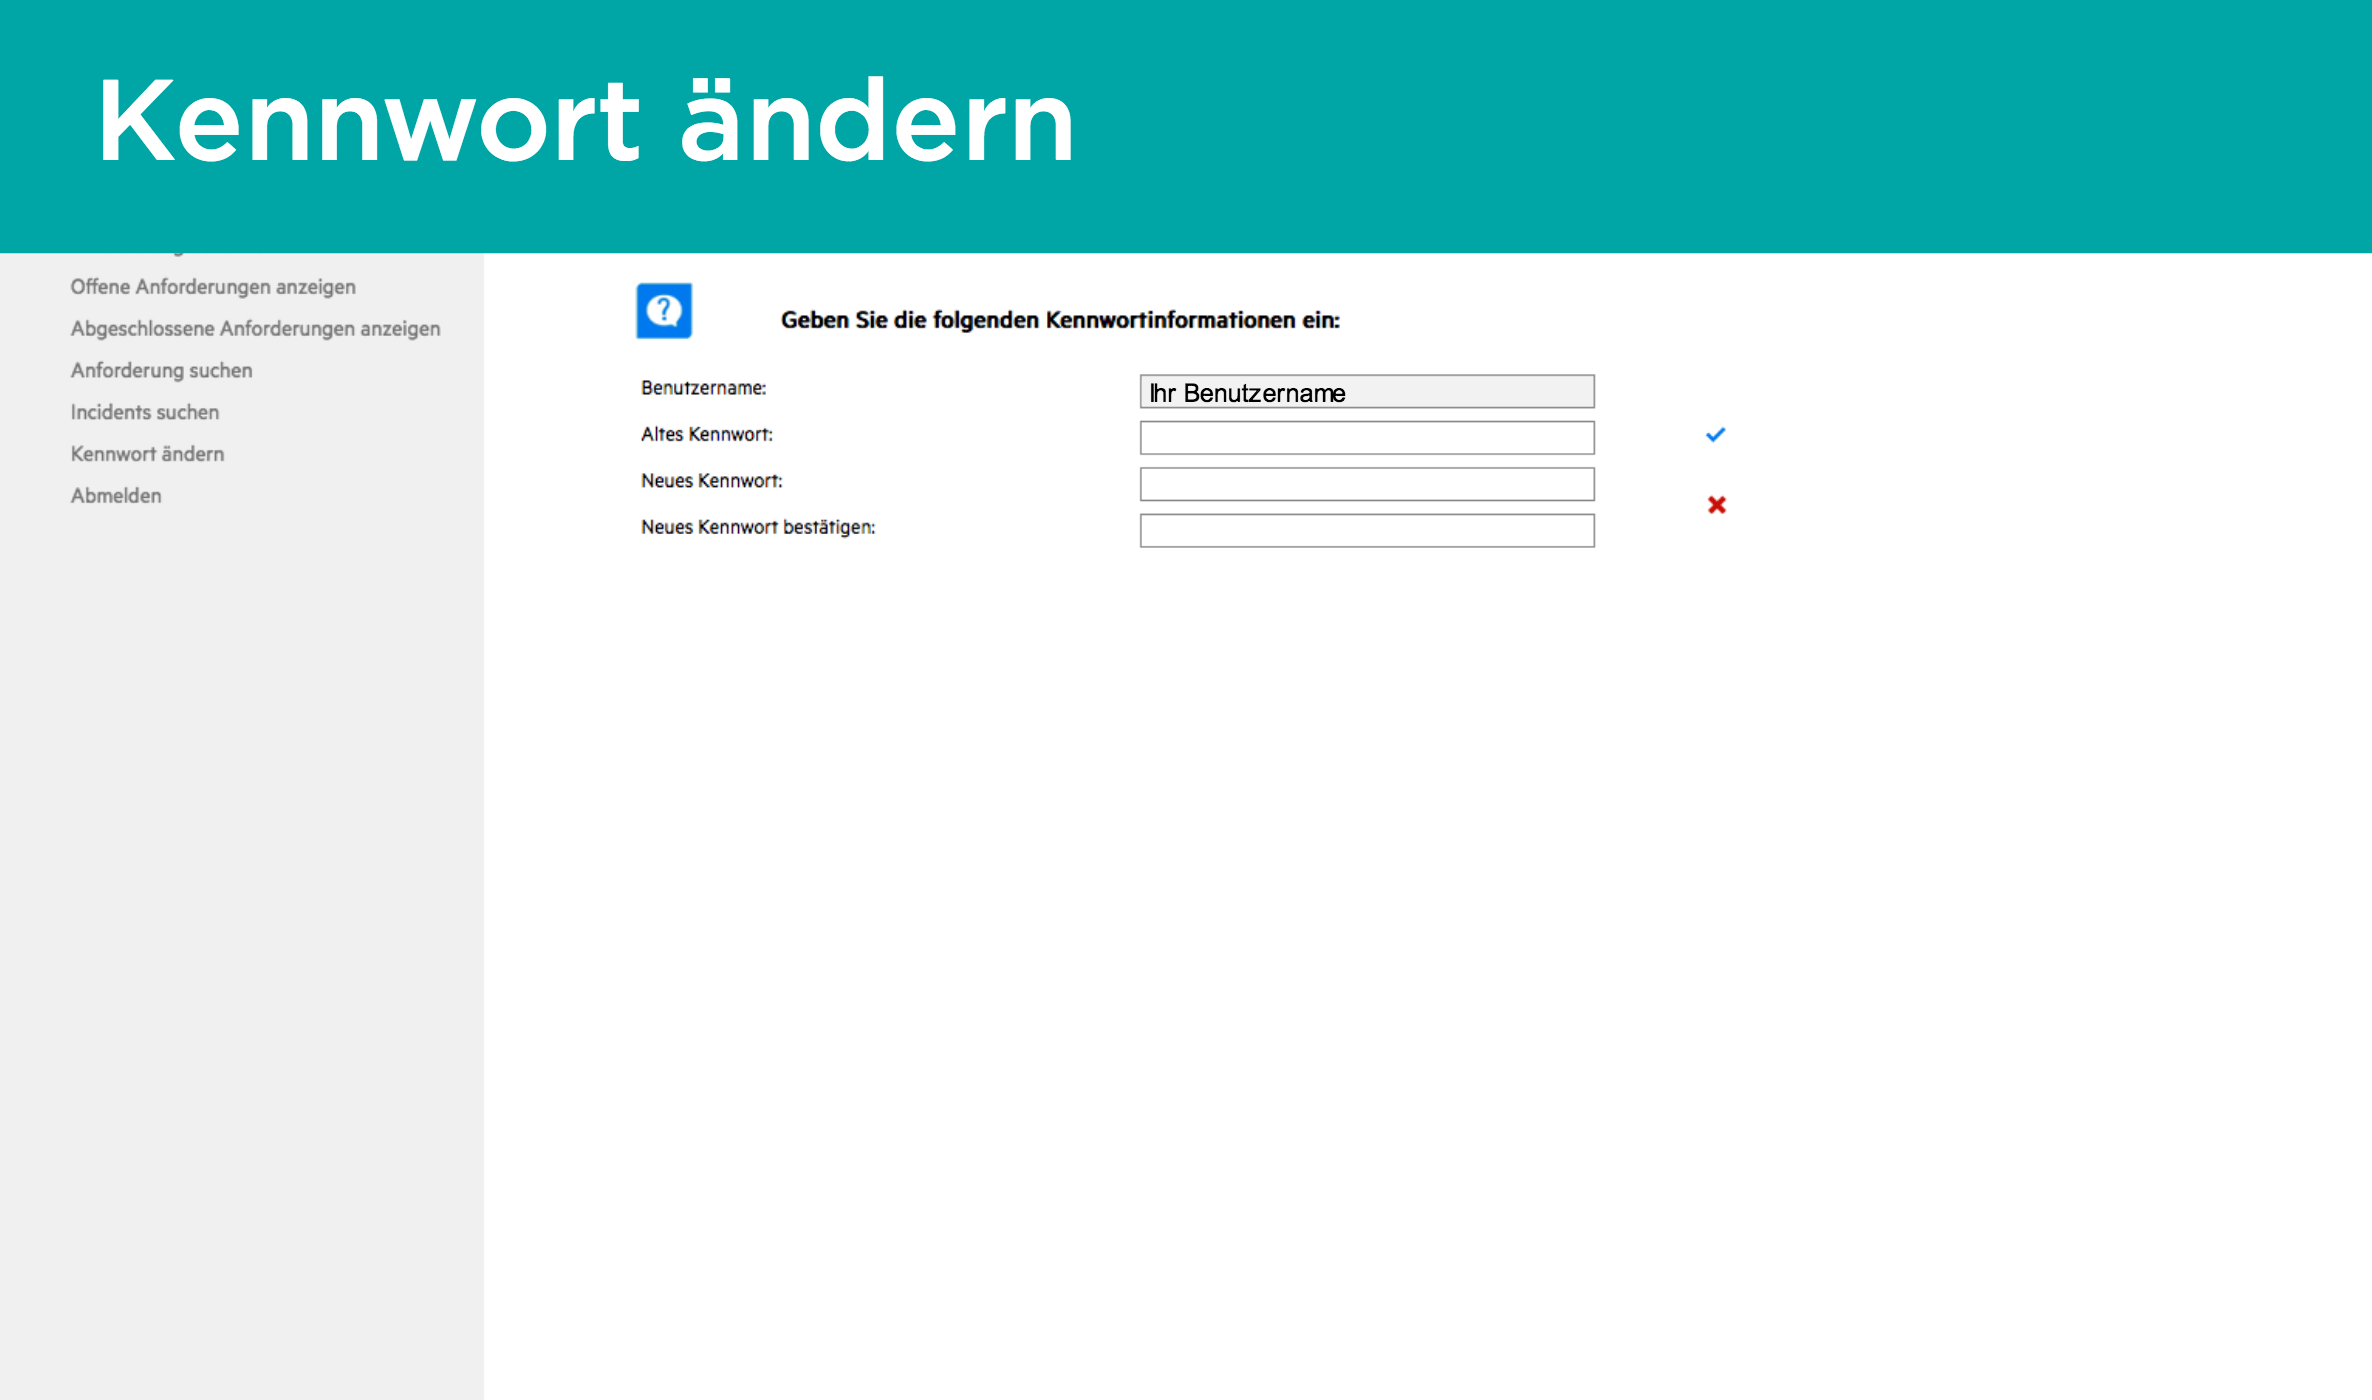 Kennwort ändern
Offene Anforderungen anzeigen
Abgeschlossene Anforderungen anzeigen
Anforderung suchen
Incidents suchen
Kennwort ändern
Abmelden
Geben Sie die folgenden Kennwortinformationen ein:
Benutzername: Ihr Benutzername
Altes Kennwort:
Neues Kennwort:
Neues Kennwort bestätigen: